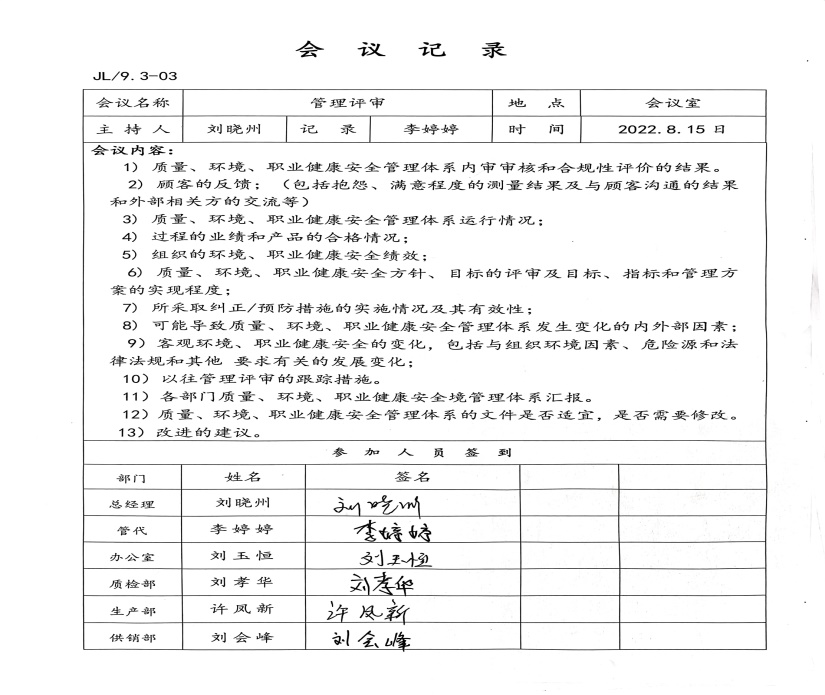 会 议 记 录
JL/9.3-03
会议名称 管理评审 地 点 会议室
主 持 人 刘晓州 记 录 李婷婷 时 间 2022.8.15 日
会议内容：
1) 质量、环境、职业健康安全管理体系内审审核和合规性评价的结果。
2) 顾客的反馈；（包括抱怨、满意程度的测量结果及与顾客沟通的结果
和外部相关方的交流等）
3) 质量、环境、职业健康安全管理体系运行情况；
4) 过程的业绩和产品的合格情况；
5) 组织的环境、职业健康安全绩效；
6) 质量、环境、职业健康安全方针、目标的评审及目标、指标和管理方
案的实现程度；
7) 所采取纠正/预防措施的实施情况及其有效性；
8) 可能导致质量、环境、职业健康安全管理体系发生变化的内外部因素；
9) 客观环境、职业健康安全的变化，包括与组织环境因素、危险源和法
律法规和其他 要求有关的发展变化；
10) 以往管理评审的跟踪措施。
11) 各部门质量、环境、职业健康安全境管理体系汇报。
12) 质量、环境、职业健康安全管理体系的文件是否适宜，是否需要修改。
13) 改进的建议。
参 加 人 员 签 到
部门 姓名 签名
总经理 刘晓州 刘晓州
管代 李婷婷 李婷婷
办公室 刘玉恒 刘玉恒
质检部 刘孝华 刘孝华
生产部 许凤新 许凤新
供销部 刘会峰 刘会峰